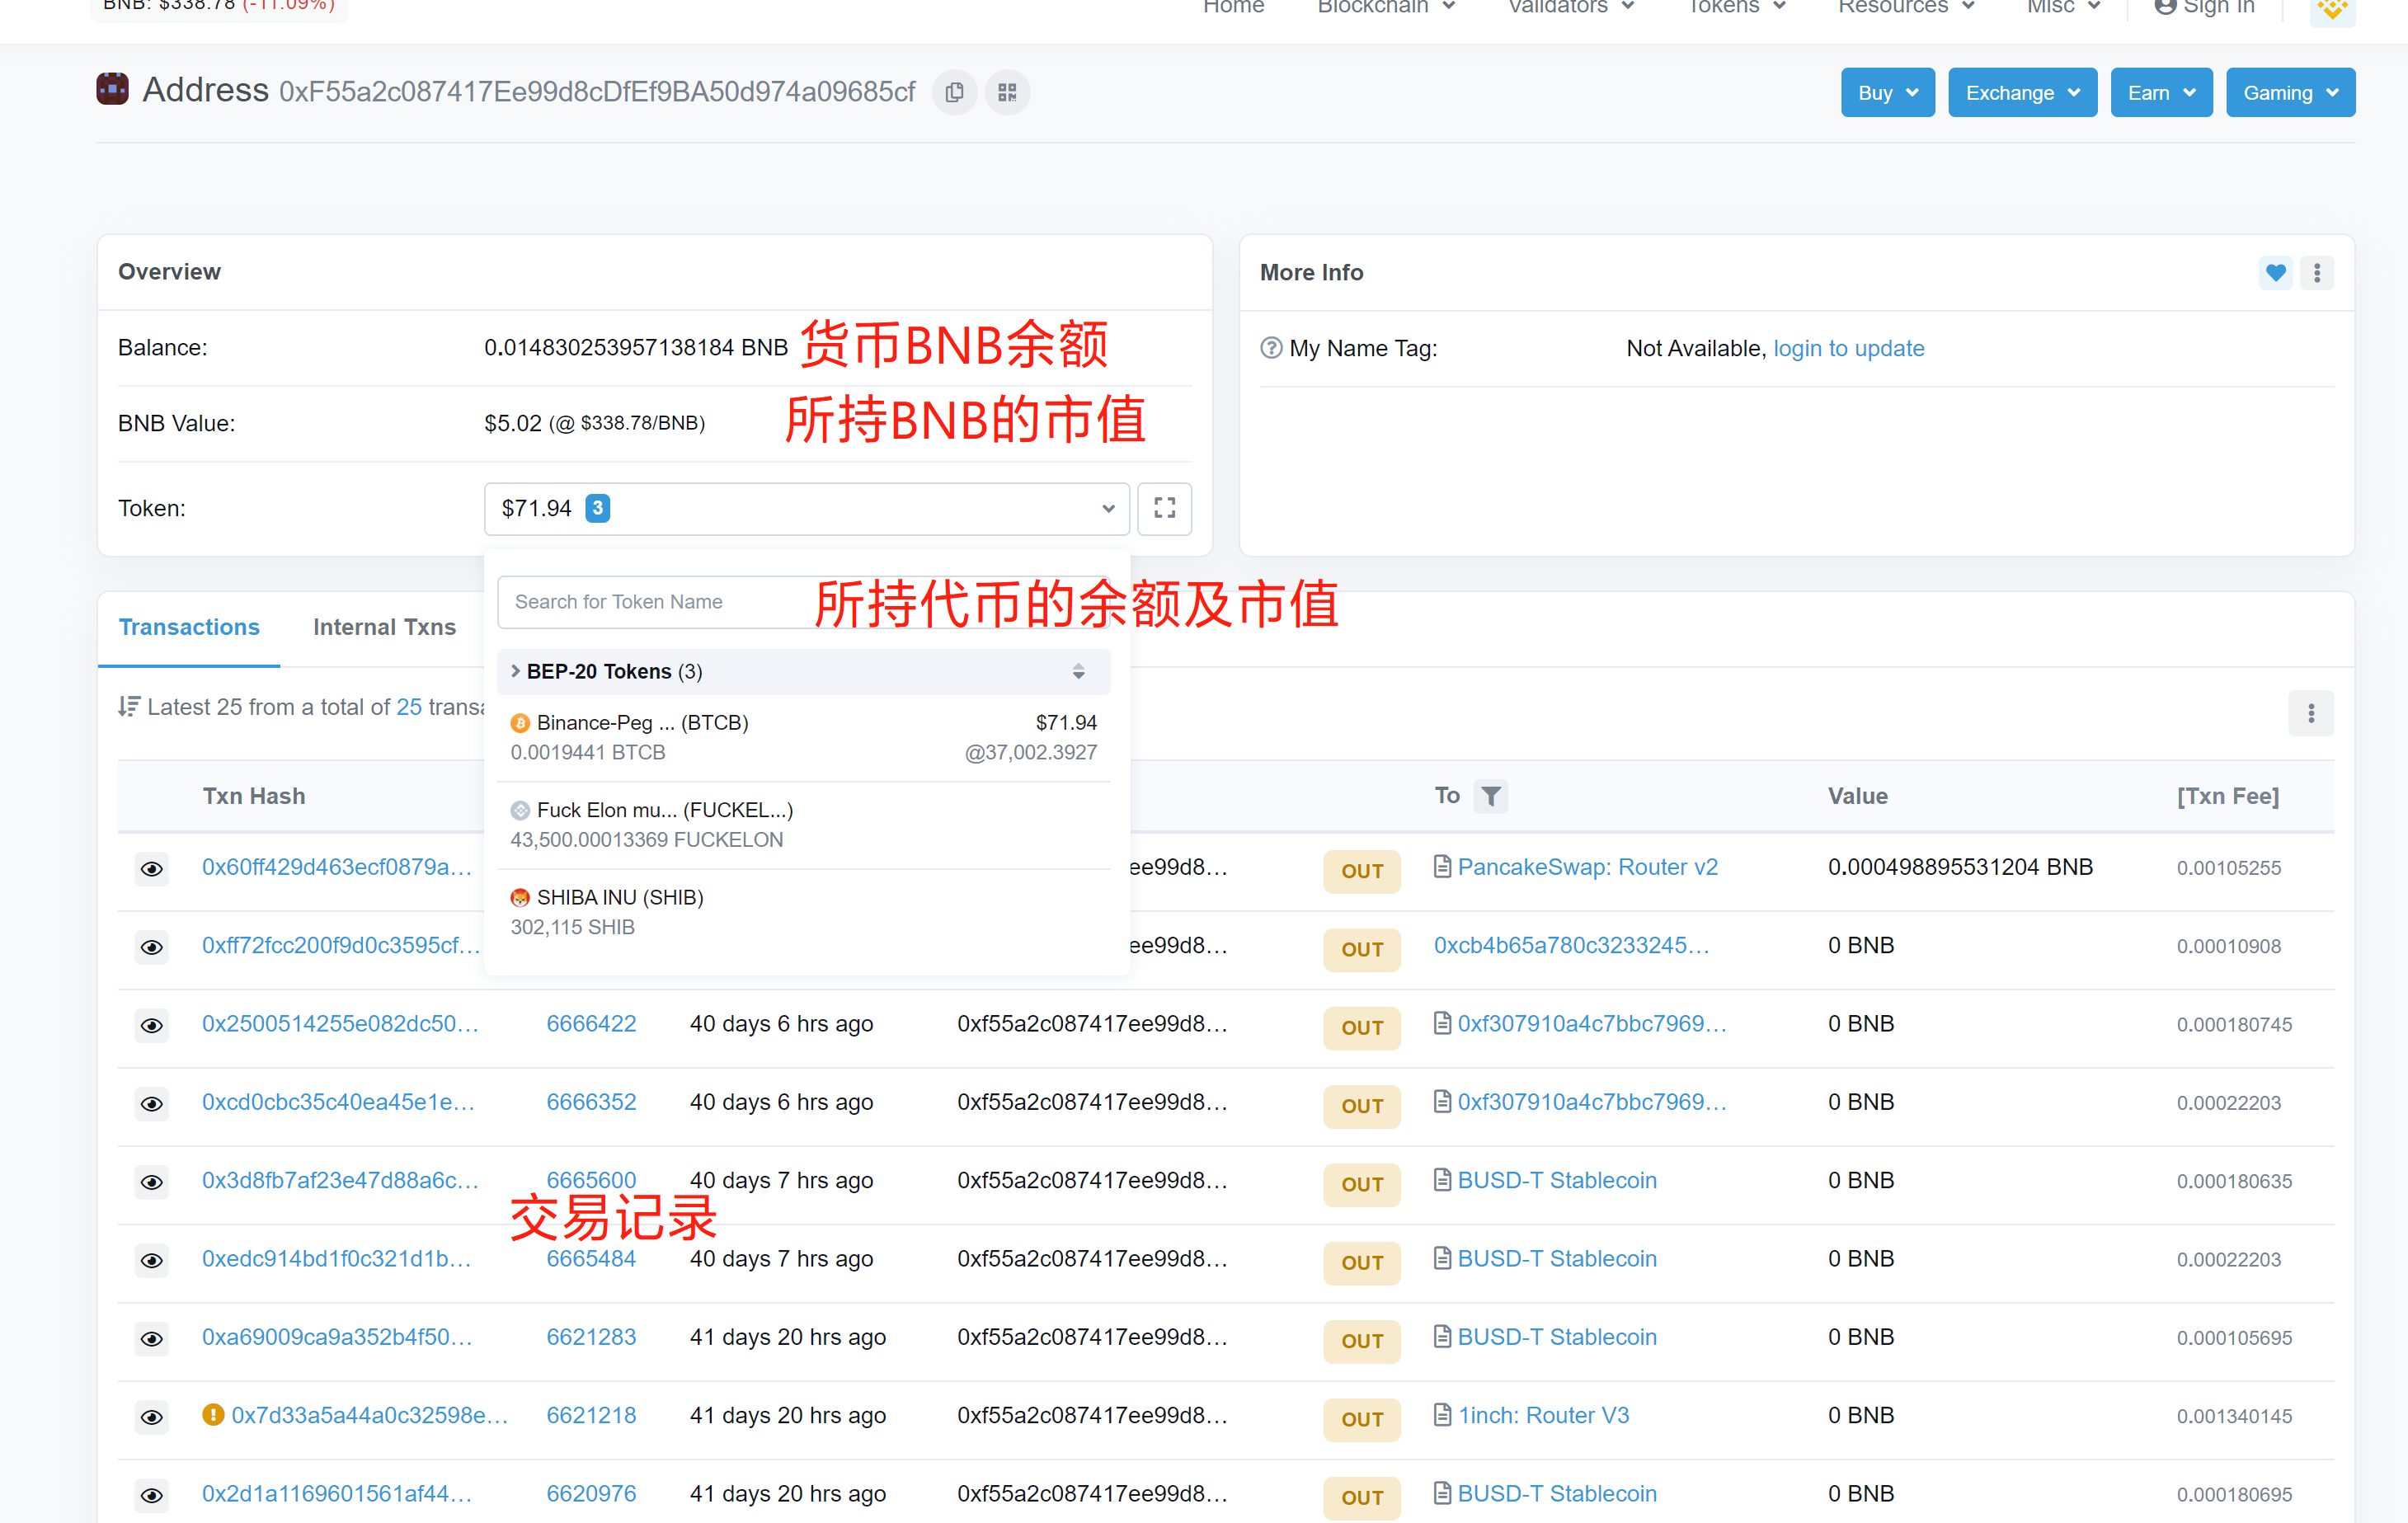 BNB: $338.78 (-11.09%)
Home Blockchain Validators Tokens Resources Misc Sign In
Address 0xF55a2c087417Ee99d8cDfEf9BA50d974a09685cf
Buy Exchange Earn Gaming
Overview
Balance: 0.014830253957138184 BNB 货币BNB余额
BNB Value: $5.02 (@ $338.78/BNB) 所持BNB的市值
Token: $71.94 3
More Info
My Name Tag: Not Available, login to update
Search for Token Name 所持代币的余额及市值
BEP-20 Tokens (3)
Binance-Peg ... (BTCB) $71.94
0.0019441 BTCB @37,002.3927
Fuck Elon mu... (FUCKEL...)
43,500.00013369 FUCKELON
SHIBA INU (SHIB)
302,115 SHIB
Transactions Internal Txns
Latest 25 from a total of 25 transa
Txn Hash To Value [Txn Fee]
0x60ff429d463ecf0879a... ee99d8... OUT PancakeSwap: Router v2 0.000498895531204 BNB 0.00105255
0xff72fcc200f9d0c3595cf... ee99d8... OUT 0xcb4b65a780c3233245... 0 BNB 0.00010908
0x2500514255e082dc50... 6666422 40 days 6 hrs ago 0xf55a2c087417ee99d8... OUT 0xf307910a4c7bbc7969... 0 BNB 0.000180745
0xcd0cbc35c40ea45e1e... 6666352 40 days 6 hrs ago 0xf55a2c087417ee99d8... OUT 0xf307910a4c7bbc7969... 0 BNB 0.00022203
0x3d8fb7af23e47d88a6c... 6665600 40 days 7 hrs ago 0xf55a2c087417ee99d8... OUT BUSD-T Stablecoin 0 BNB 0.000180635
交易记录
0xedc914bd1f0c321d1b... 6665484 40 days 7 hrs ago 0xf55a2c087417ee99d8... OUT BUSD-T Stablecoin 0 BNB 0.00022203
0xa69009ca9a352b4f50... 6621283 41 days 20 hrs ago 0xf55a2c087417ee99d8... OUT BUSD-T Stablecoin 0 BNB 0.000105695
0x7d33a5a44a0c32598e... 6621218 41 days 20 hrs ago 0xf55a2c087417ee99d8... OUT 1inch: Router V3 0 BNB 0.001340145
0x2d1a1169601561af44... 6620976 41 days 20 hrs ago 0xf55a2c087417ee99d8... OUT BUSD-T Stablecoin 0 BNB 0.000180695